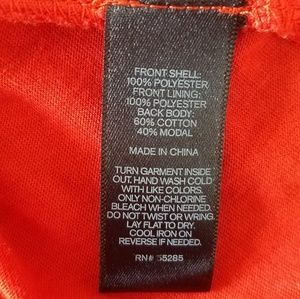 FRONT SHELL:
100% POLYESTER
FRONT LINING:
100% POLYESTER
BACK BODY:
60% COTTON
40% MODAL
MADE IN CHINA
TURN GARMENT INSIDE
OUT. HAND WASH COLD
WITH LIKE COLORS.
ONLY NON-CHLORINE
BLEACH WHEN NEEDED.
DO NOT TWIST OR WRING.
LAY FLAT TO DRY.
COOL IRON ON
REVERSE IF NEEDED.
RN# 55285